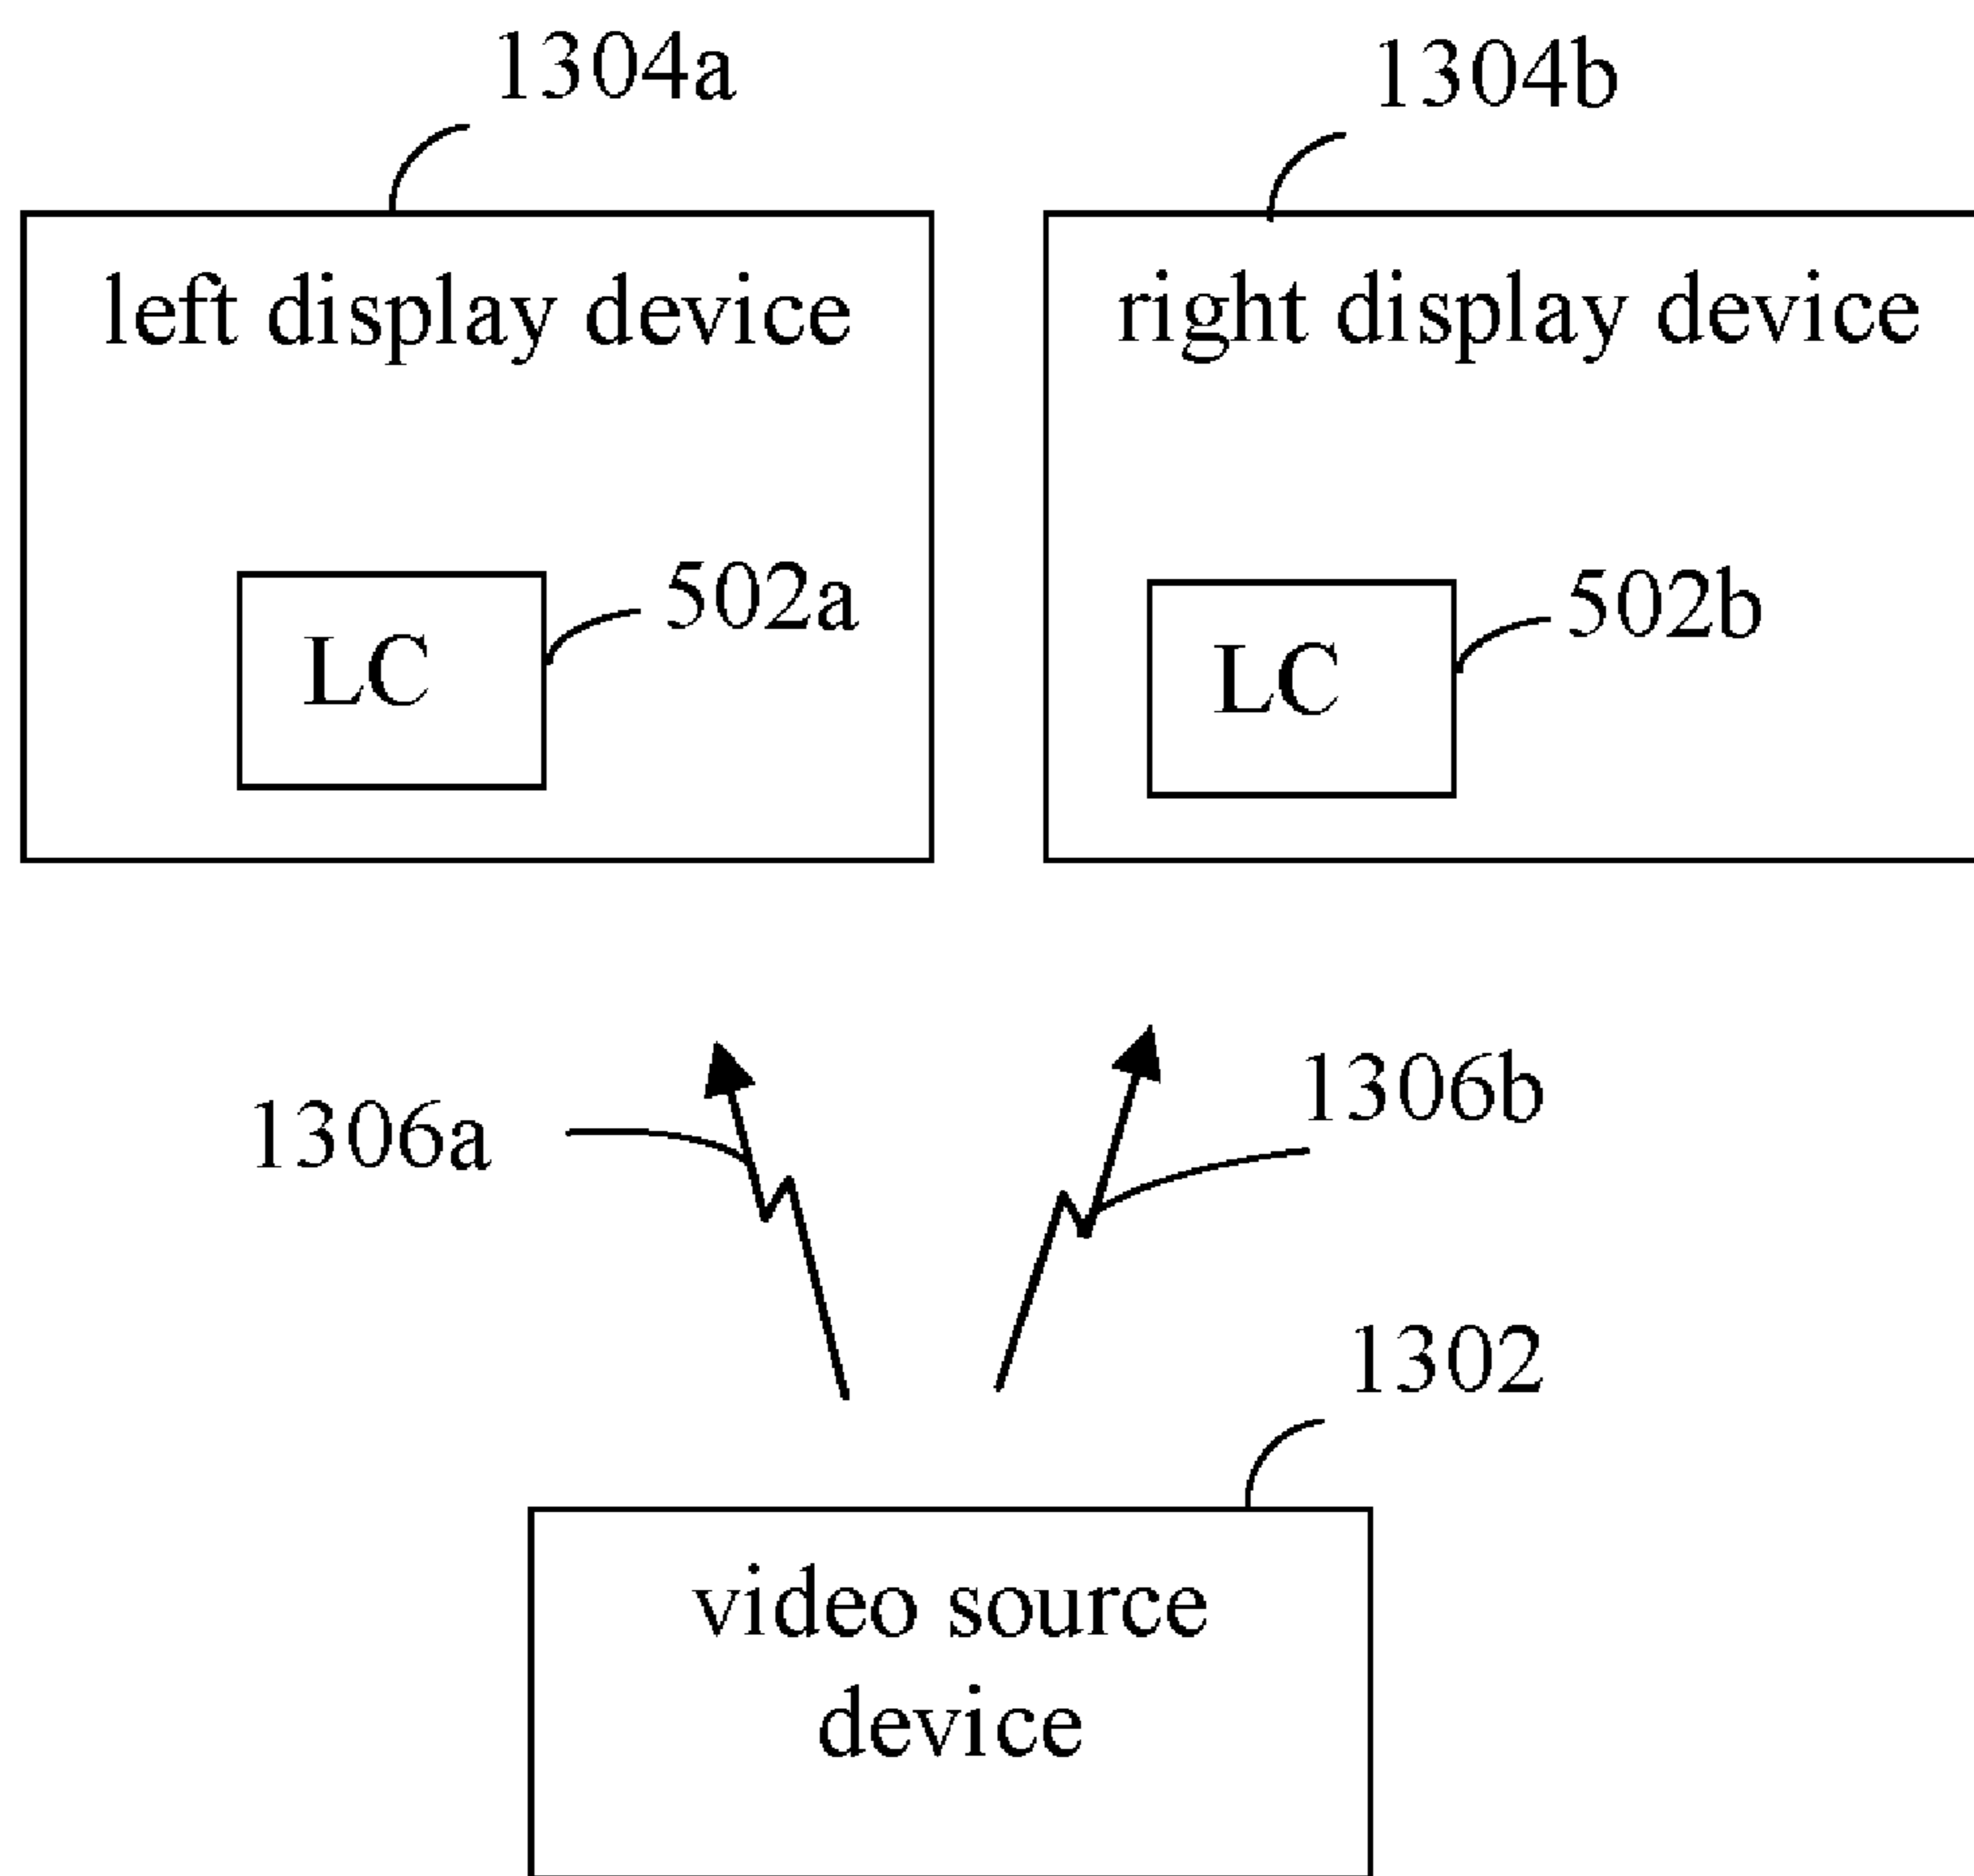 1304a
1304b
left display device
right display device
502a
502b
LC
LC
1306a
1306b
1302
video source
device